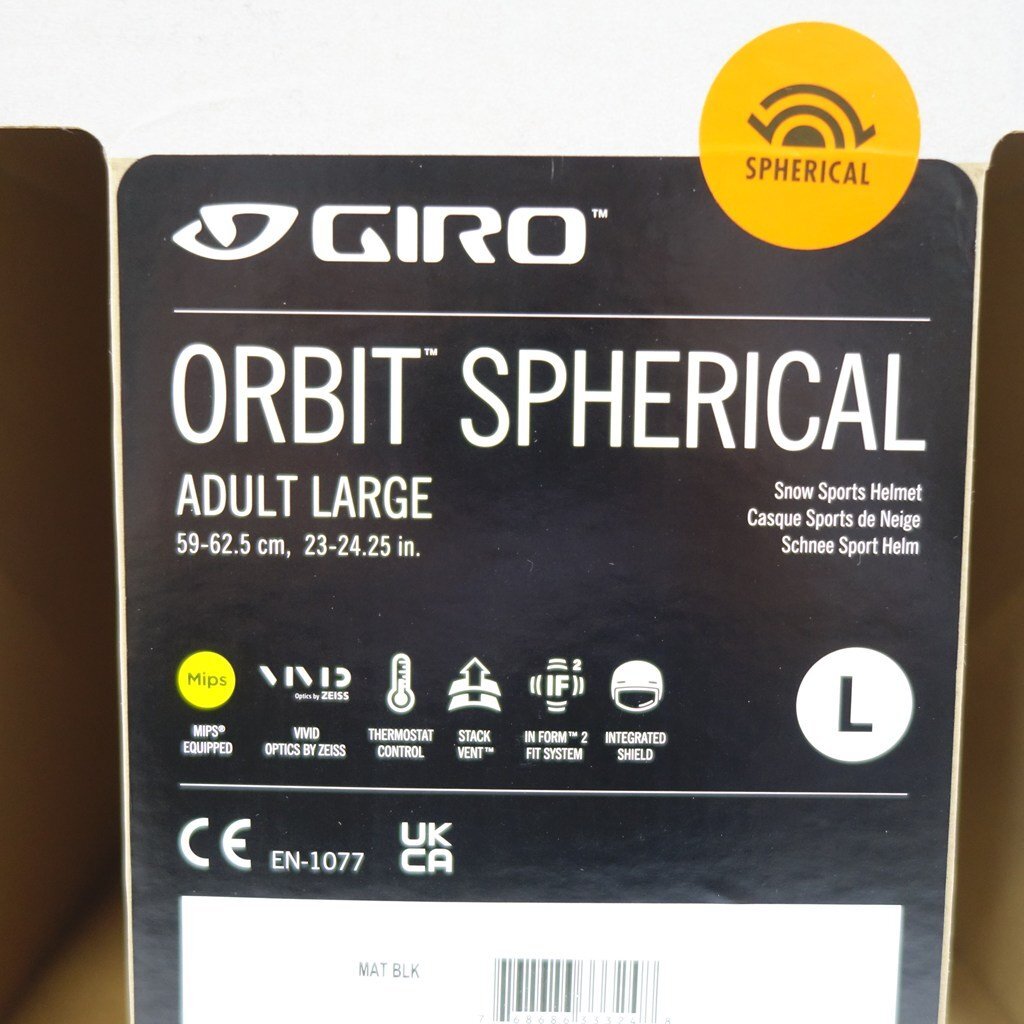 SPHERICAL
GIRO™
ORBIT™ SPHERICAL
ADULT LARGE
59-62.5 cm, 23-24.25 in.
Snow Sports Helmet
Casque Sports de Neige
Schnee Sport Helm
Mips
MIPS®
EQUIPPED
VIVID
Optics by ZEISS
VIVID
OPTICS BY ZEISS
THERMOSTAT
CONTROL
STACK
VENT™
IF2
IN FORM™ 2
FIT SYSTEM
INTEGRATED
SHIELD
L
CE EN-1077
UK
CA
MAT BLK